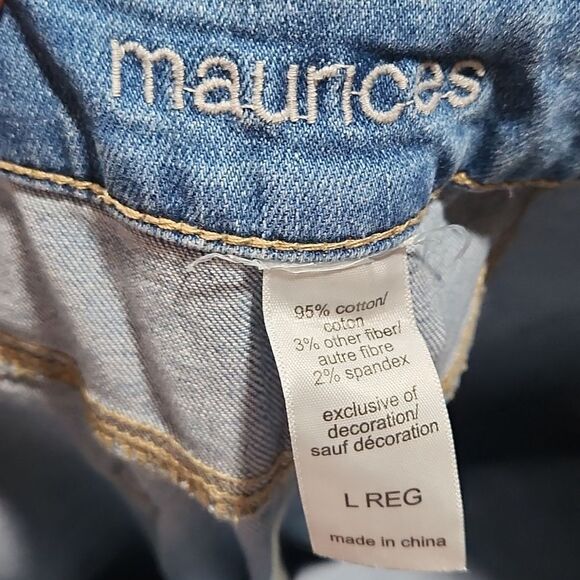 maurices
95% cotton/
coton
3% other fiber/
autre fibre
2% spandex
exclusive of
decoration/
sauf décoration
L REG
made in china